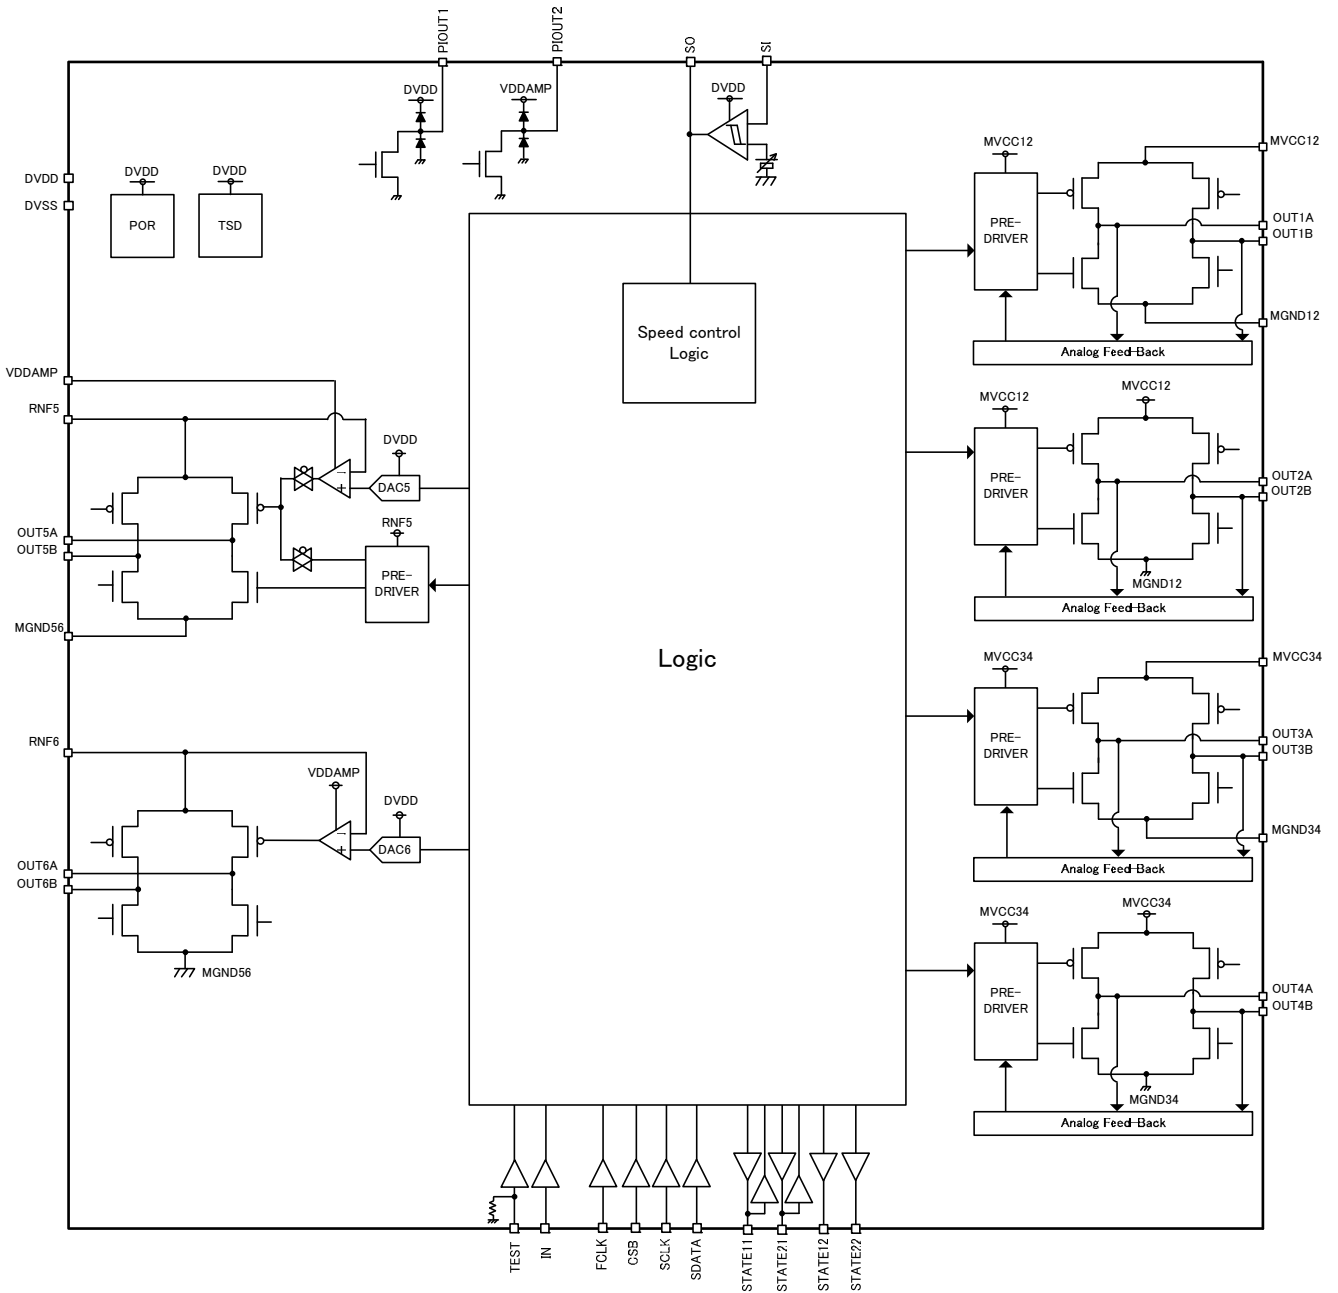 PIOUT1
PIOUT2
SO
SI
DVDD
VDDAMP
DVDD
MVCC12
MVCC12
DVDD
DVSS
DVDD
DVDD
POR
TSD
PRE-
DRIVER
OUT1A
OUT1B
MGND12
Analog Feed-Back
Speed control
Logic
VDDAMP
RNF5
DVDD
DAC5
RNF5
OUT5A
OUT5B
PRE-
DRIVER
MGND56
MVCC12
MVCC12
PRE-
DRIVER
OUT2A
OUT2B
MGND12
Analog Feed-Back
Logic
MVCC34
MVCC34
PRE-
DRIVER
OUT3A
OUT3B
MGND34
Analog Feed-Back
RNF6
VDDAMP
DVDD
DAC6
OUT6A
OUT6B
MGND56
MVCC34
MVCC34
PRE-
DRIVER
OUT4A
OUT4B
MGND34
Analog Feed-Back
TEST
IN
FCLK
CSB
SCLK
SDATA
STATE11
STATE21
STATE12
STATE22